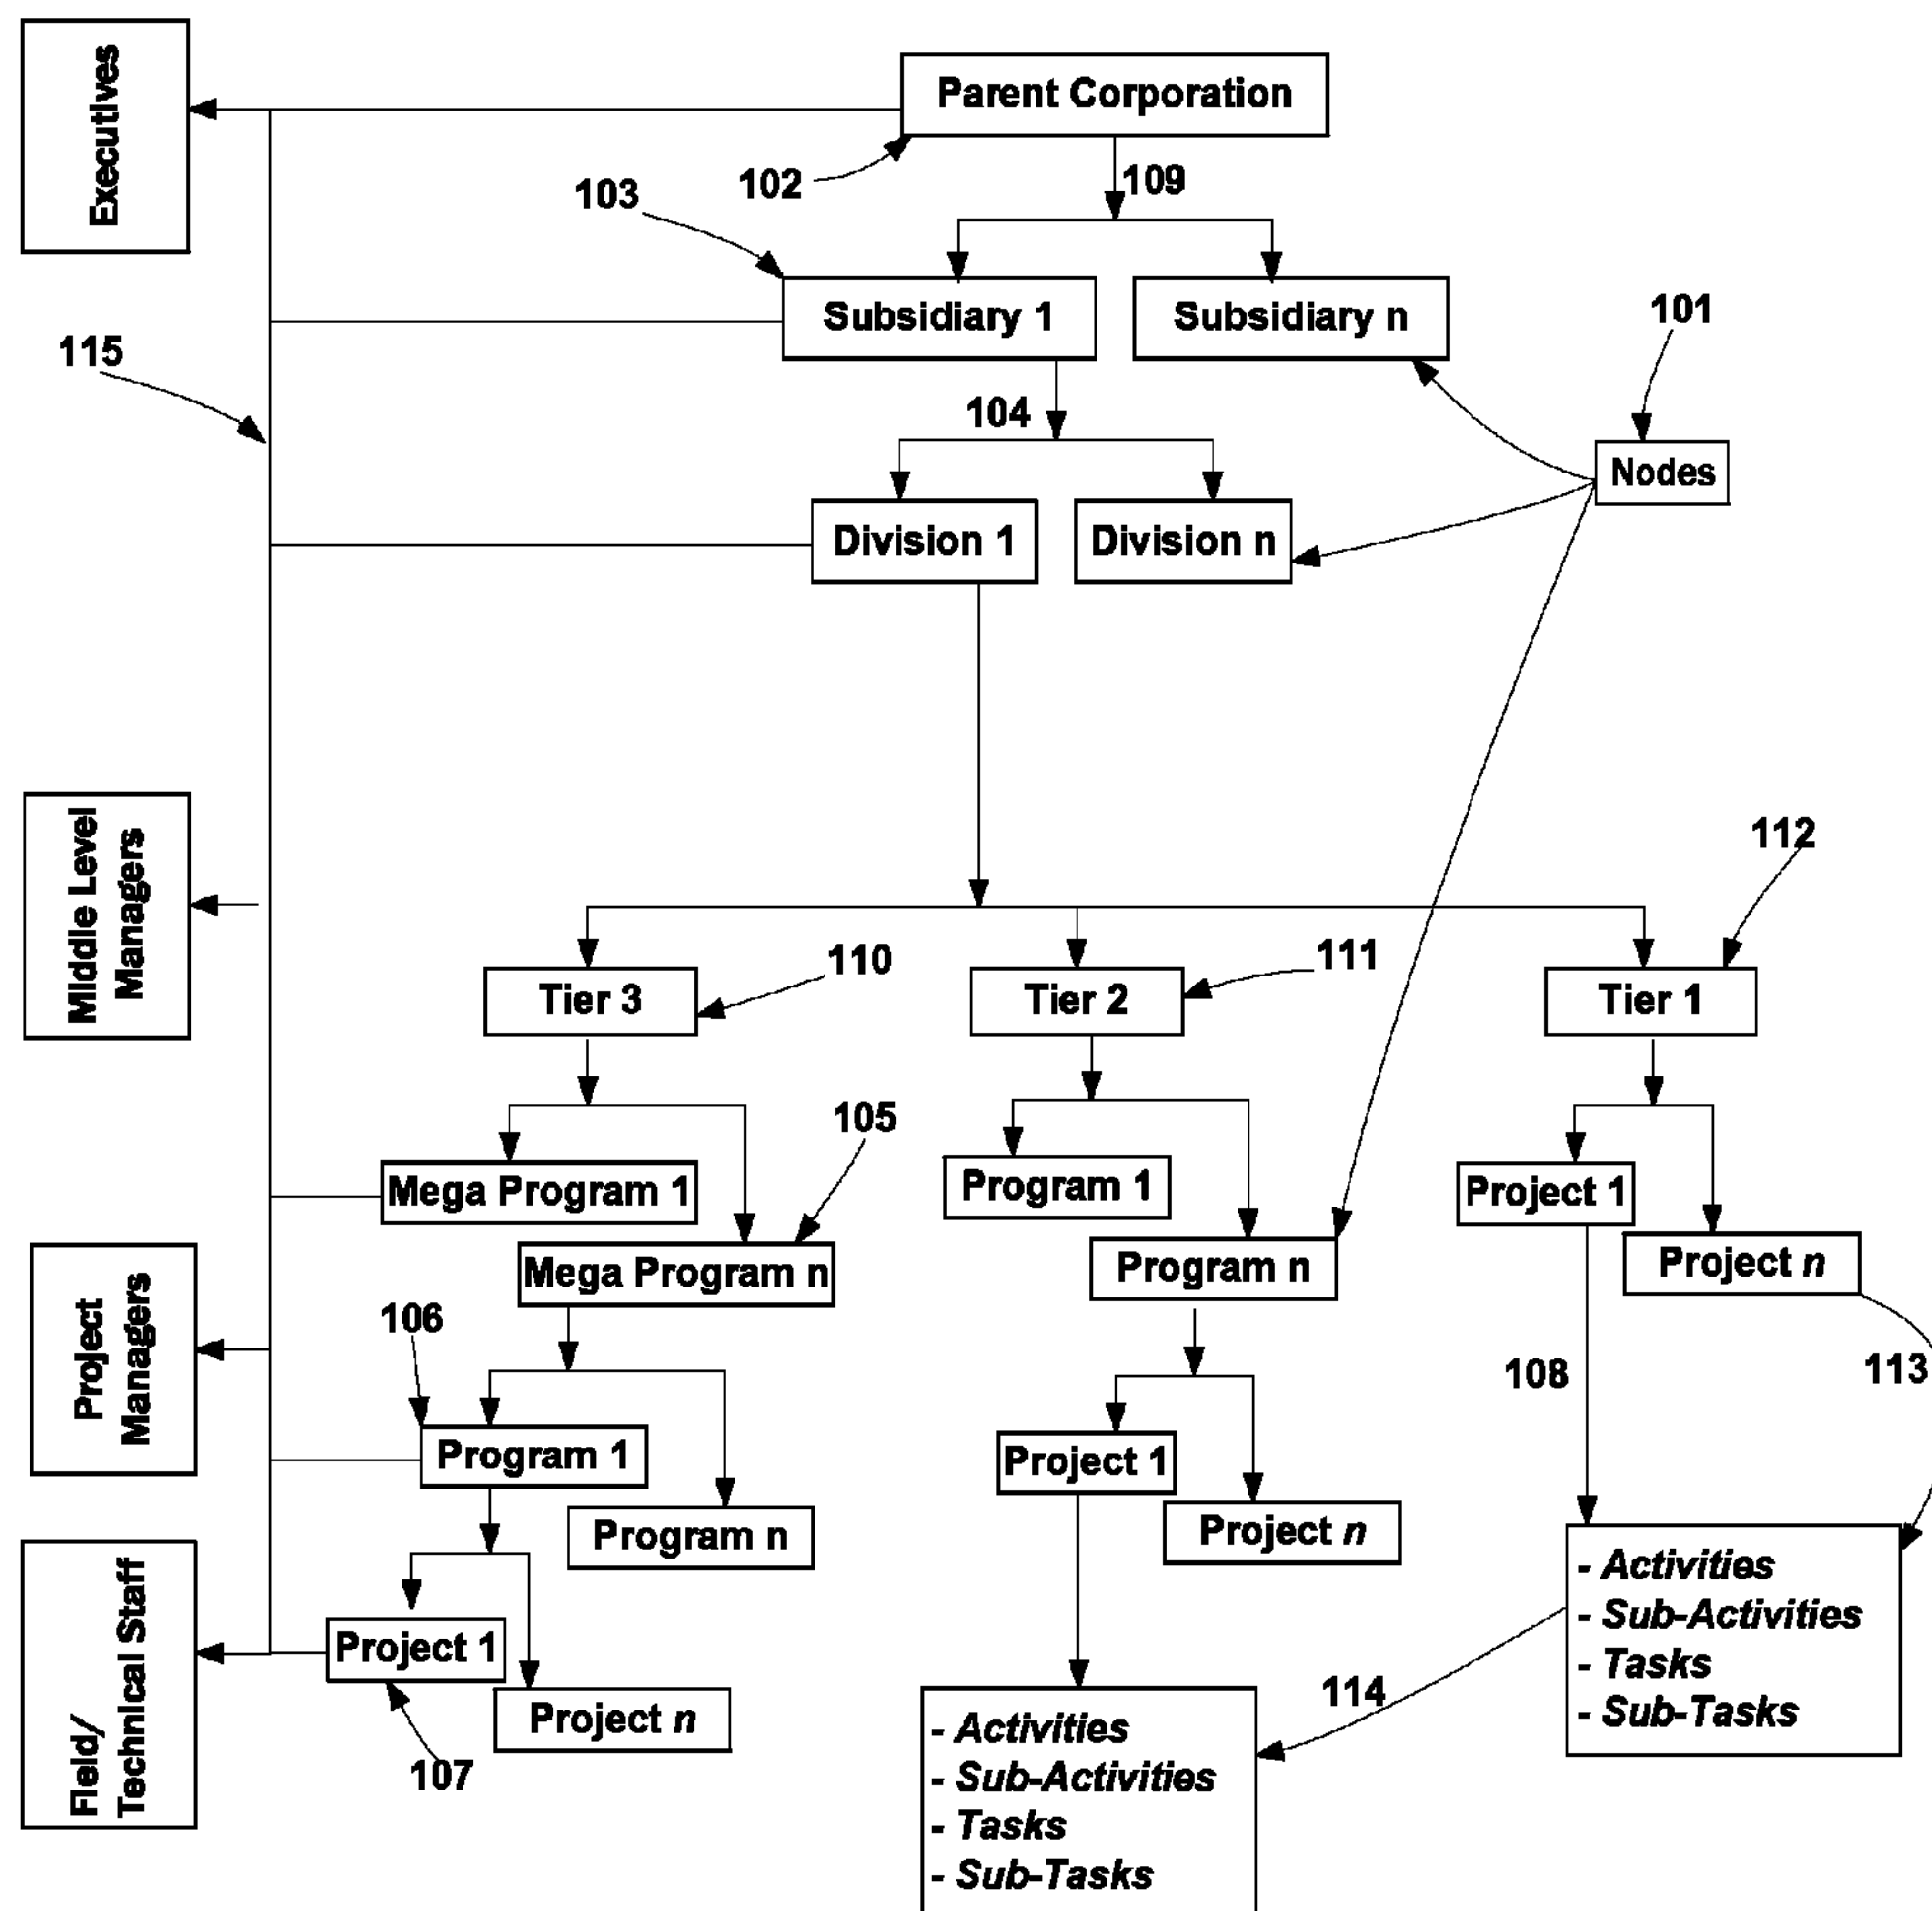 Executives
Parent Corporation
102
109
103
Subsidiary 1
Subsidiary n
101
115
104
Nodes
Division 1
Division n
Middle Level
Managers
112
110
111
Tier 3
Tier 2
Tier 1
105
Mega Program 1
Program 1
Project 1
Mega Program n
Program n
Project n
Project
Managers
106
108
113
Program 1
Project 1
Program n
Project n
Field/
Technical Staff
- Activities
- Sub-Activities
- Tasks
- Sub-Tasks
Project 1
Project n
107
114
- Activities
- Sub-Activities
- Tasks
- Sub-Tasks